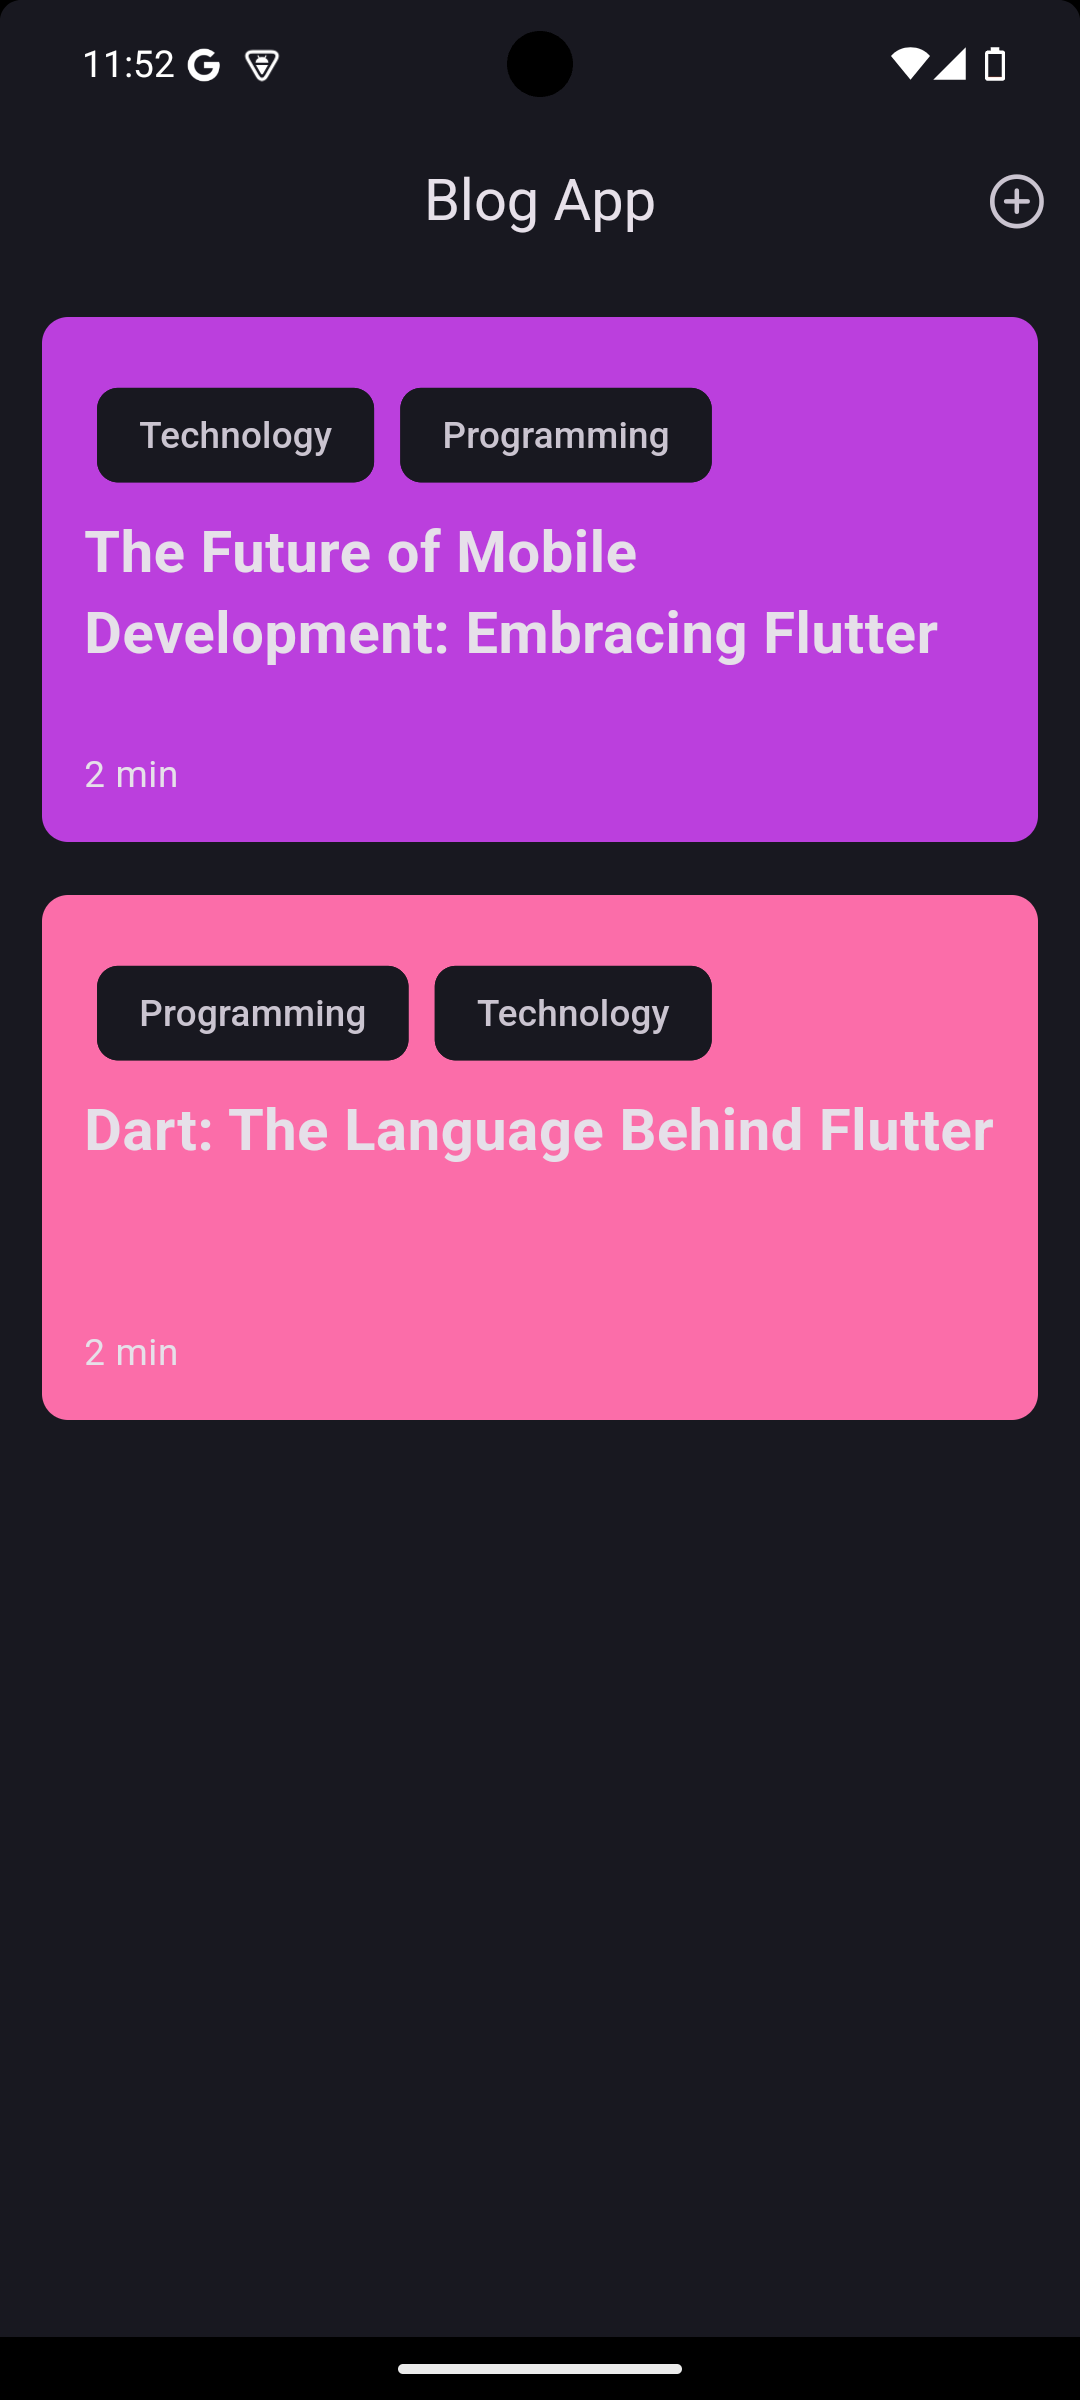 11:52
Blog App
Technology Programming
The Future of Mobile
Development: Embracing Flutter
2 min
Programming Technology
Dart: The Language Behind Flutter
2 min